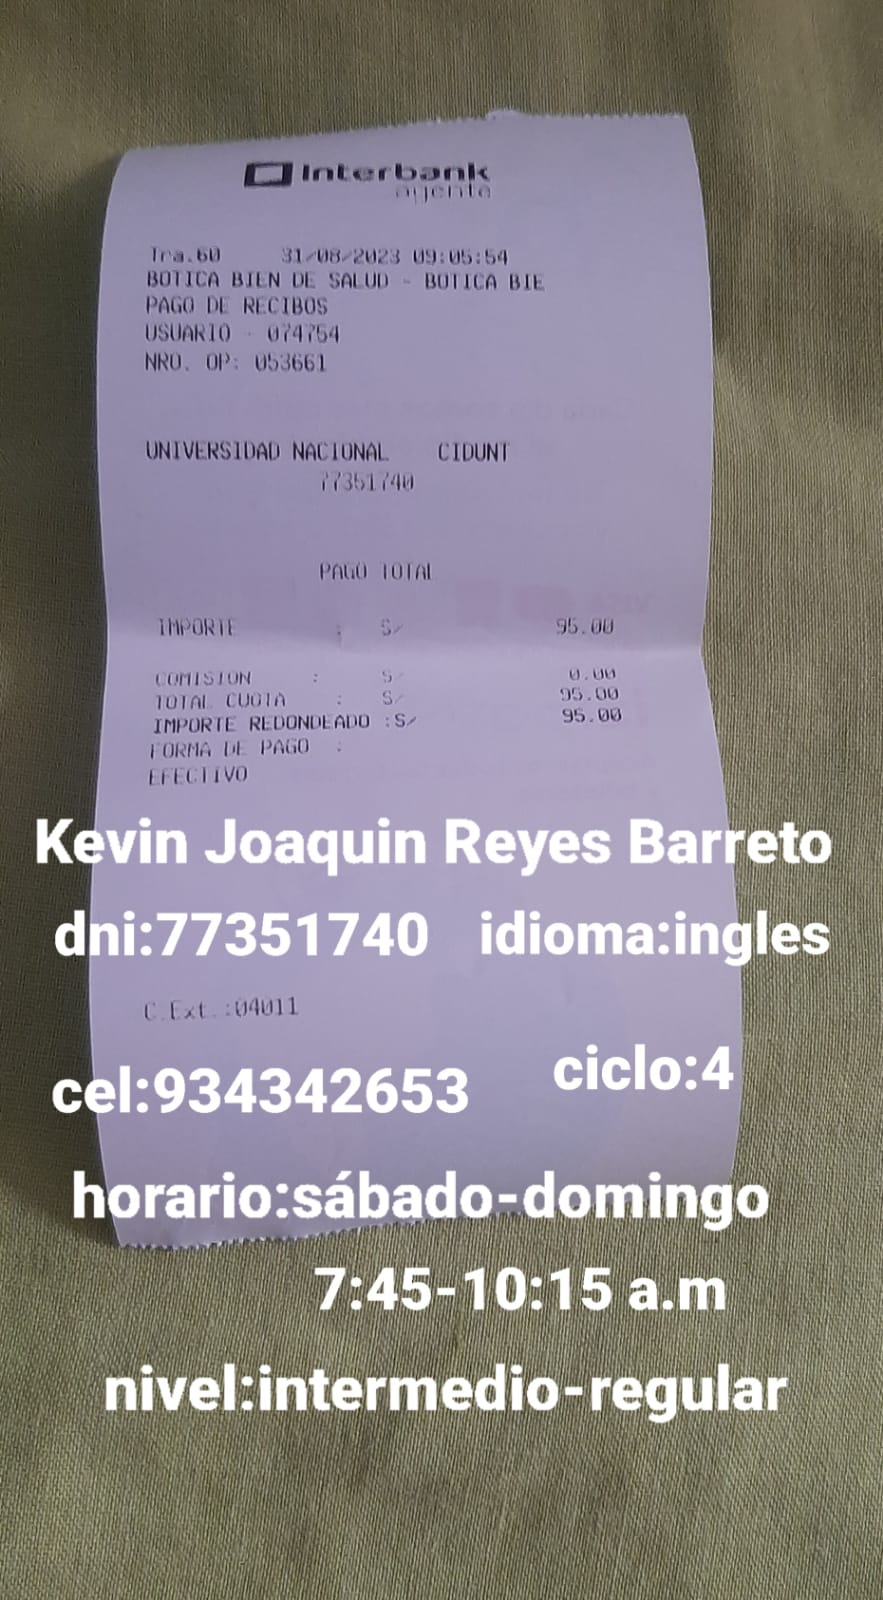 Interbank
agente
Tra.60 31/08/2023 09:05:54
BOTICA BIEN DE SALUD - BOTICA BIE
PAGO DE RECIBOS
USUARIO - 074754
NRO. OP: 053661
UNIVERSIDAD NACIONAL CIDUNT
77351740
PAGO TOTAL
IMPORTE : S/ 95.00
COMISION : S/ 0.00
TOTAL CUOTA : S/ 95.00
IMPORTE REDONDEADO :S/ 95.00
FORMA DE PAGO :
EFECTIVO
Kevin Joaquin Reyes Barreto
dni:77351740 idioma:ingles
C.Ext.:04011
cel:934342653 ciclo:4
horario:sábado-domingo
7:45-10:15 a.m
nivel:intermedio-regular